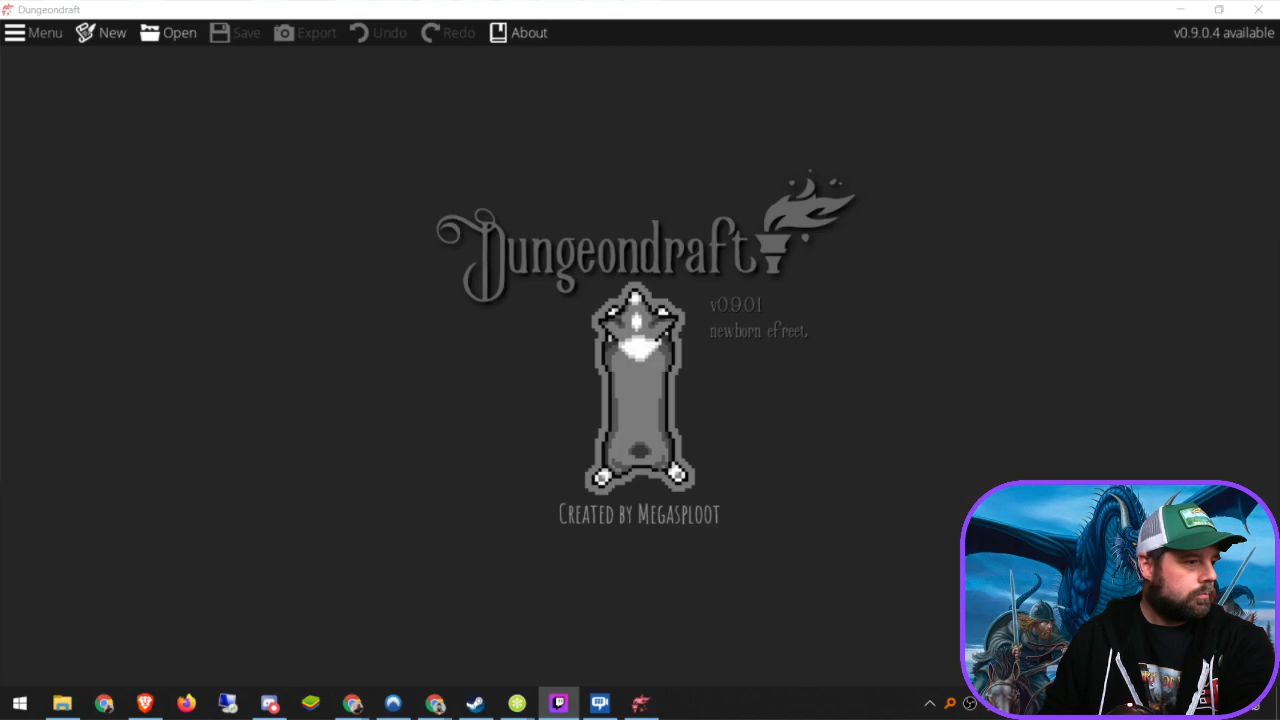 Dungeondraft
Menu New Open Save Export Undo Redo About v0.9.0.4 available
Dungeondraft
v0.9.0.1
newborn efreet
Created by Megasploot